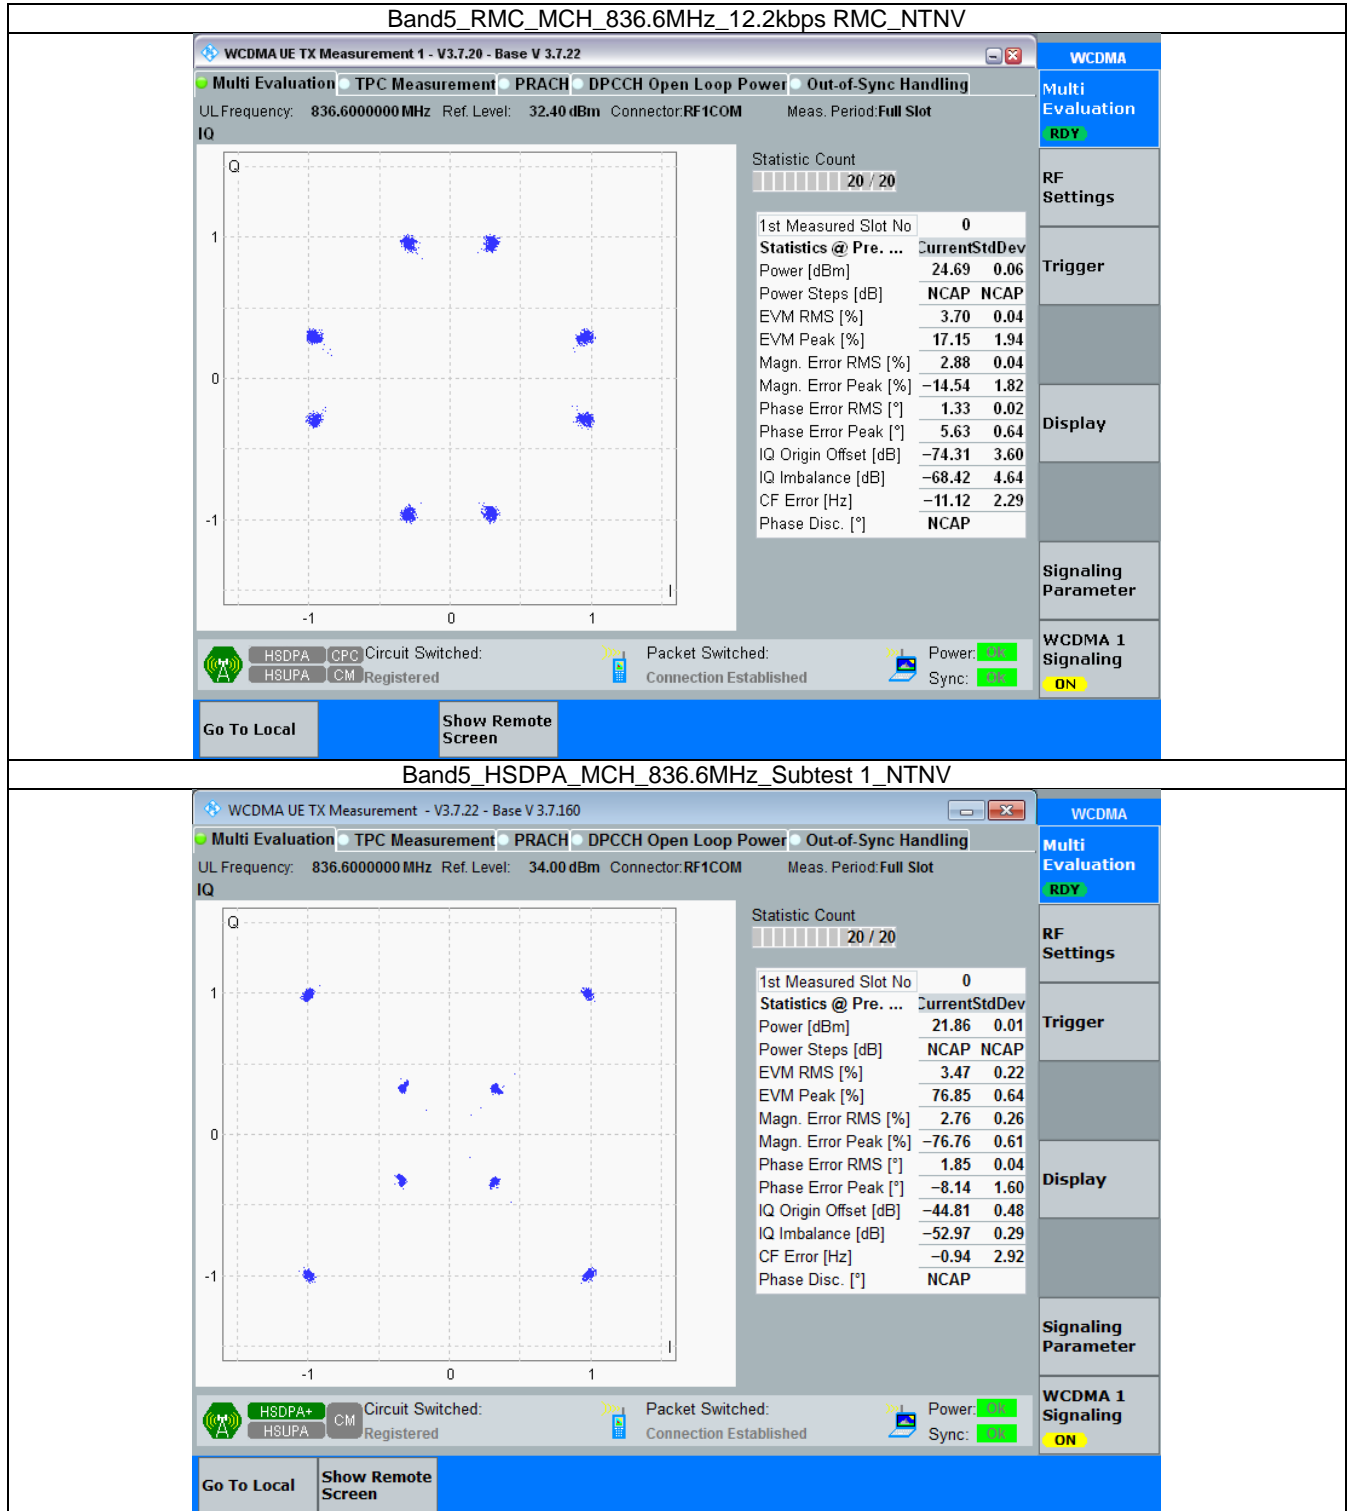 Band5_RMC_MCH_836.6MHz_12.2kbps RMC_NTNV
WCDMA UE TX Measurement 1 - V3.7.20 - Base V 3.7.22
WCDMA
Multi Evaluation TPC Measurement PRACH DPCCH Open Loop Power Out-of-Sync Handling
Multi
Evaluation
RDY
UL Frequency: 836.6000000 MHz Ref. Level: 32.40 dBm Connector:RF1COM Meas. Period:Full Slot
IQ
Q
1
0
-1
I
-1 0 1
Statistic Count
20 / 20
1st Measured Slot No 0
Statistics @ Pre. ... Current StdDev
Power [dBm] 24.69 0.06
Power Steps [dB] NCAP NCAP
EVM RMS [%] 3.70 0.04
EVM Peak [%] 17.15 1.94
Magn. Error RMS [%] 2.88 0.04
Magn. Error Peak [%] −14.54 1.82
Phase Error RMS [°] 1.33 0.02
Phase Error Peak [°] 5.63 0.64
IQ Origin Offset [dB] −74.31 3.60
IQ Imbalance [dB] −68.42 4.64
CF Error [Hz] −11.12 2.29
Phase Disc. [°] NCAP
RF
Settings
Trigger
Display
Signaling
Parameter
WCDMA 1
Signaling
ON
HSDPA CPC Circuit Switched: Packet Switched: Power: Ok
HSUPA CM Registered Connection Established Sync: Ok
Go To Local
Show Remote
Screen
Band5_HSDPA_MCH_836.6MHz_Subtest 1_NTNV
WCDMA UE TX Measurement - V3.7.22 - Base V 3.7.160
WCDMA
Multi Evaluation TPC Measurement PRACH DPCCH Open Loop Power Out-of-Sync Handling
Multi
Evaluation
RDY
UL Frequency: 836.6000000 MHz Ref. Level: 34.00 dBm Connector:RF1COM Meas. Period:Full Slot
IQ
Q
1
0
-1
I
-1 0 1
Statistic Count
20 / 20
1st Measured Slot No 0
Statistics @ Pre. ... Current StdDev
Power [dBm] 21.86 0.01
Power Steps [dB] NCAP NCAP
EVM RMS [%] 3.47 0.22
EVM Peak [%] 76.85 0.64
Magn. Error RMS [%] 2.76 0.26
Magn. Error Peak [%] −76.76 0.61
Phase Error RMS [°] 1.85 0.04
Phase Error Peak [°] −8.14 1.60
IQ Origin Offset [dB] −44.81 0.48
IQ Imbalance [dB] −52.97 0.29
CF Error [Hz] −0.94 2.92
Phase Disc. [°] NCAP
RF
Settings
Trigger
Display
Signaling
Parameter
WCDMA 1
Signaling
ON
HSDPA+ CM Circuit Switched: Packet Switched: Power: Ok
HSUPA Registered Connection Established Sync: Ok
Go To Local
Show Remote
Screen